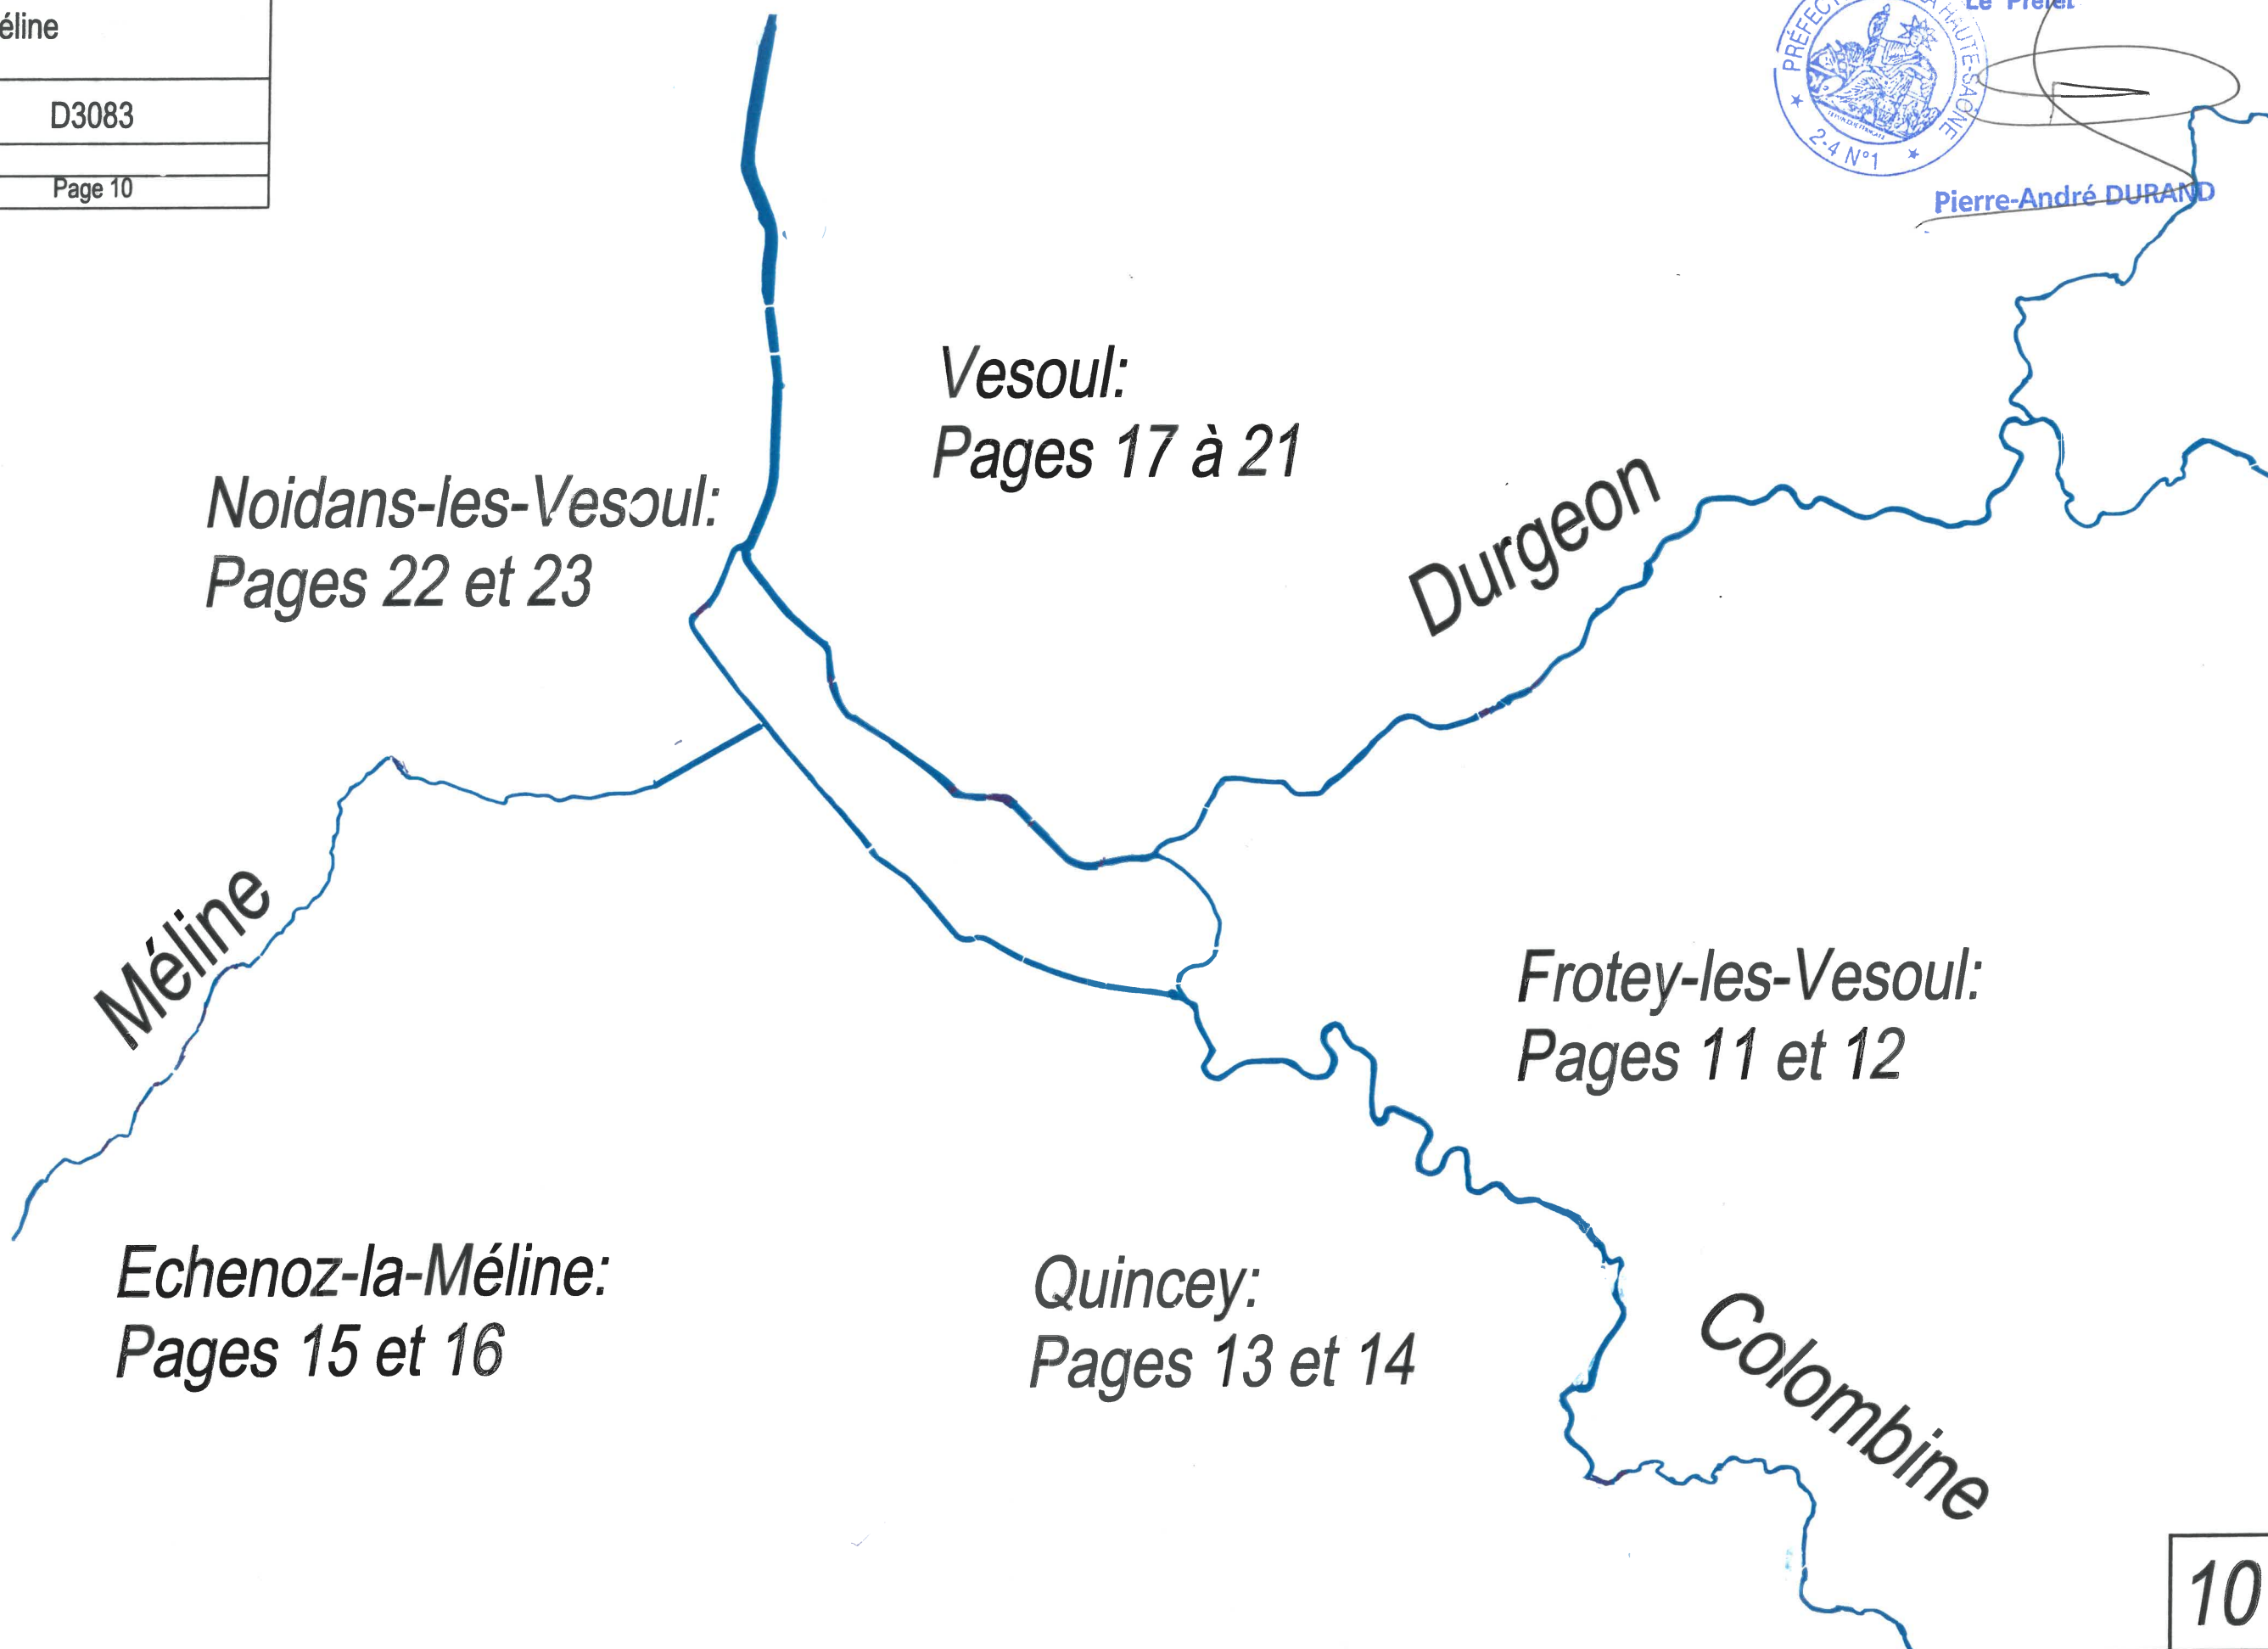 éline
D3083
Page 10
Le Préfet
PRÉFECT
HAUTE-SAÔNE
2-4 N°1
Pierre-André DURAND
Vesoul:
Pages 17 à 21
Noidans-les-Vesoul:
Pages 22 et 23
Durgeon
Méline
Frotey-les-Vesoul:
Pages 11 et 12
Echenoz-la-Méline:
Pages 15 et 16
Quincey:
Pages 13 et 14
Colombine
10